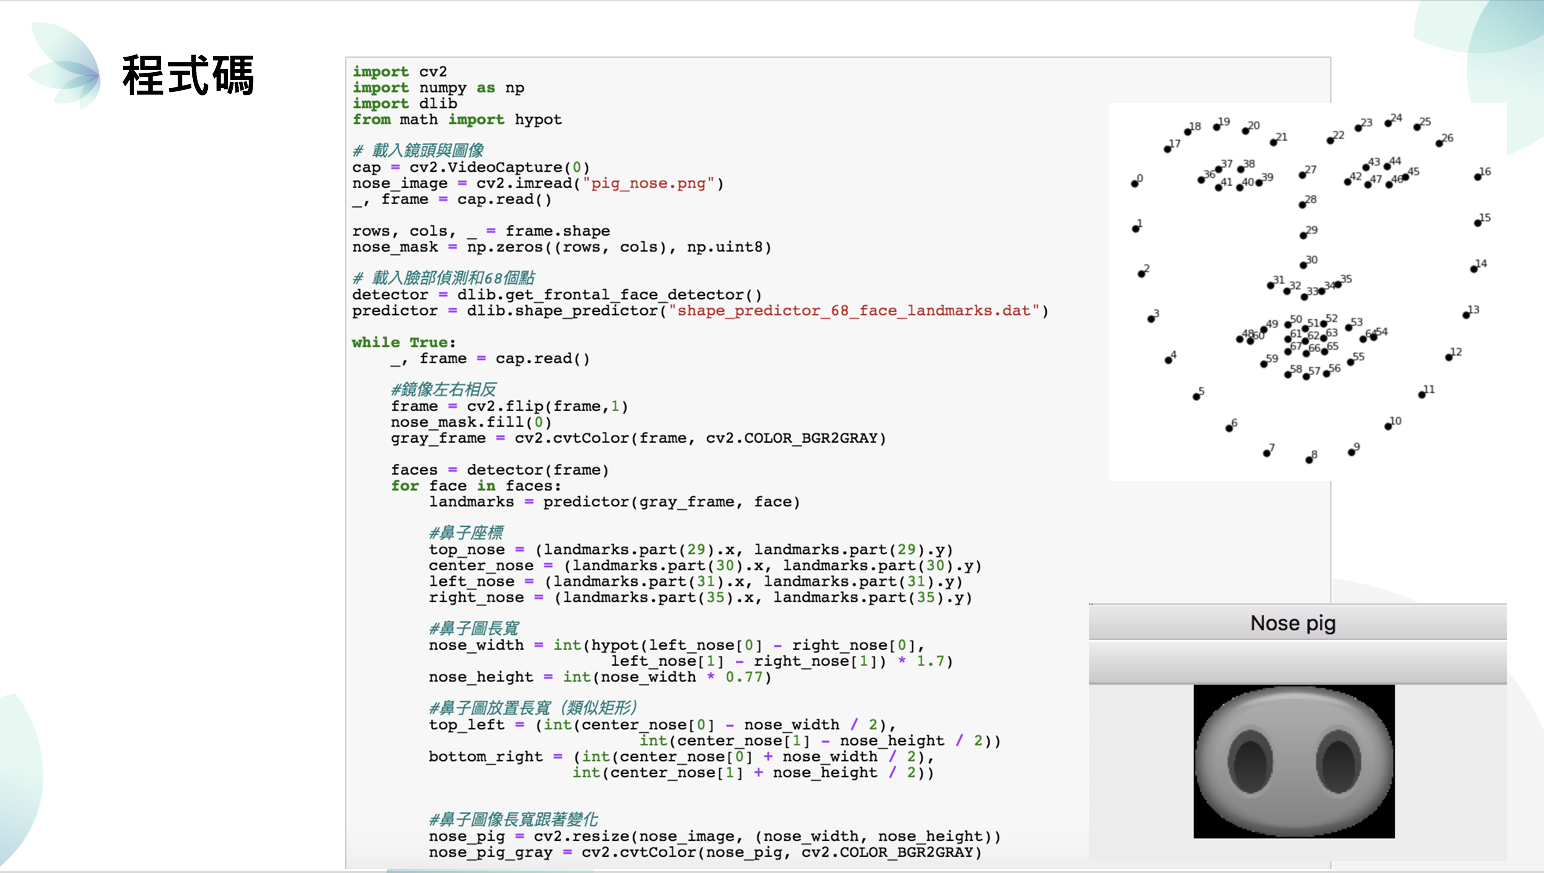 程式碼
import cv2
import numpy as np
import dlib
from math import hypot
# 載入鏡頭與圖像
cap = cv2.VideoCapture(0)
nose_image = cv2.imread("pig_nose.png")
_, frame = cap.read()
rows, cols, _ = frame.shape
nose_mask = np.zeros((rows, cols), np.uint8)
# 載入臉部偵測和68個點
detector = dlib.get_frontal_face_detector()
predictor = dlib.shape_predictor("shape_predictor_68_face_landmarks.dat")
while True:
    _, frame = cap.read()
    #鏡像左右相反
    frame = cv2.flip(frame,1)
    nose_mask.fill(0)
    gray_frame = cv2.cvtColor(frame, cv2.COLOR_BGR2GRAY)
    faces = detector(frame)
    for face in faces:
        landmarks = predictor(gray_frame, face)
        #鼻子座標
        top_nose = (landmarks.part(29).x, landmarks.part(29).y)
        center_nose = (landmarks.part(30).x, landmarks.part(30).y)
        left_nose = (landmarks.part(31).x, landmarks.part(31).y)
        right_nose = (landmarks.part(35).x, landmarks.part(35).y)
        #鼻子圖長寬
        nose_width = int(hypot(left_nose[0] - right_nose[0],
                           left_nose[1] - right_nose[1]) * 1.7)
        nose_height = int(nose_width * 0.77)
        #鼻子圖放置長寬（類似矩形）
        top_left = (int(center_nose[0] - nose_width / 2),
                              int(center_nose[1] - nose_height / 2))
        bottom_right = (int(center_nose[0] + nose_width / 2),
                       int(center_nose[1] + nose_height / 2))
        #鼻子圖像長寬跟著變化
        nose_pig = cv2.resize(nose_image, (nose_width, nose_height))
        nose_pig_gray = cv2.cvtColor(nose_pig, cv2.COLOR_BGR2GRAY)
18 19 20 21 22 23 24 25 26
17
37 38 27 43 44
0 36 41 40 39 42 47 46 45 16
28
1 29 15
2 30 14
31 32 33 34 35
3 13
48 60 49 50 51 52 53 64 54
61 62 63
67 66 65
4 59 58 57 56 55 12
5 11
6 10
7 8 9
Nose pig